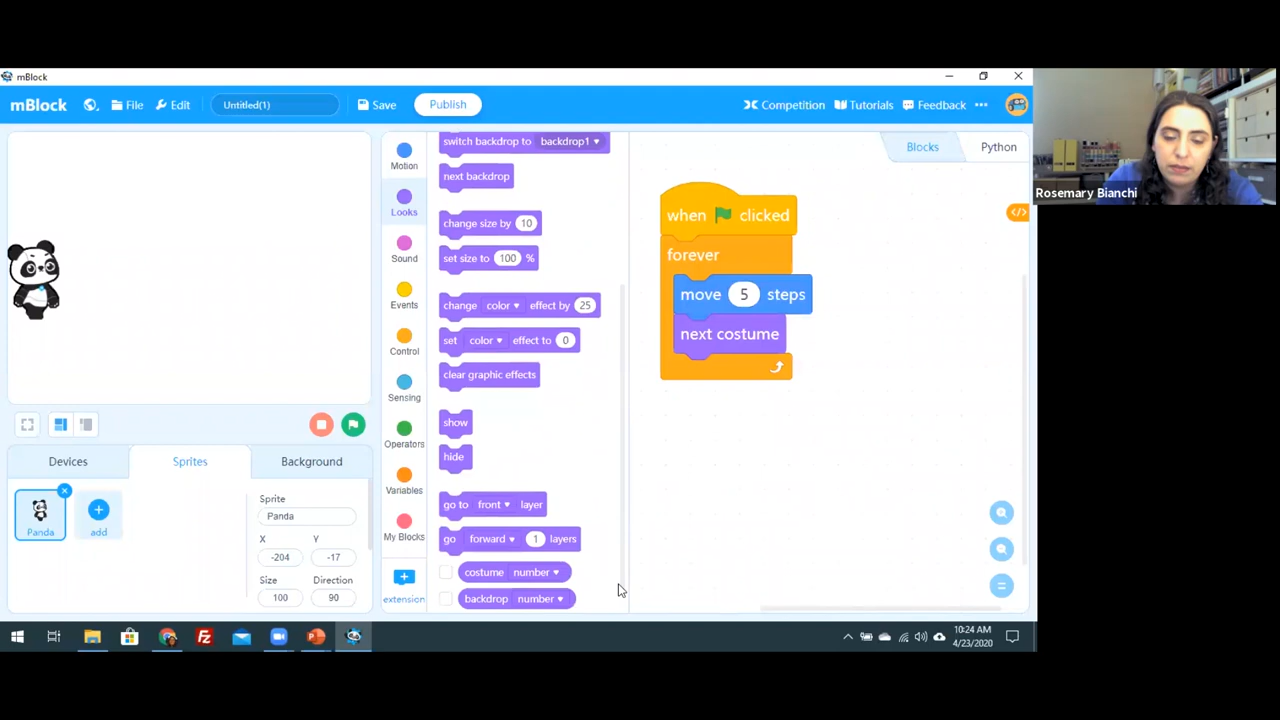 mBlock
mBlock
File
Edit
Untitled(1)
Save
Publish
Competition
Tutorials
Feedback
Rosemary Bianchi
Motion
Looks
Sound
Events
Control
Sensing
Operators
Variables
My Blocks
extension
switch backdrop to backdrop1
next backdrop
change size by 10
set size to 100 %
change color effect by 25
set color effect to 0
clear graphic effects
show
hide
go to front layer
go forward 1 layers
costume number
backdrop number
Blocks
Python
when clicked
forever
move 5 steps
next costume
Devices
Sprites
Background
Panda
add
Sprite
Panda
X
Y
-204
-17
Size
Direction
100
90
10:24 AM
4/23/2020